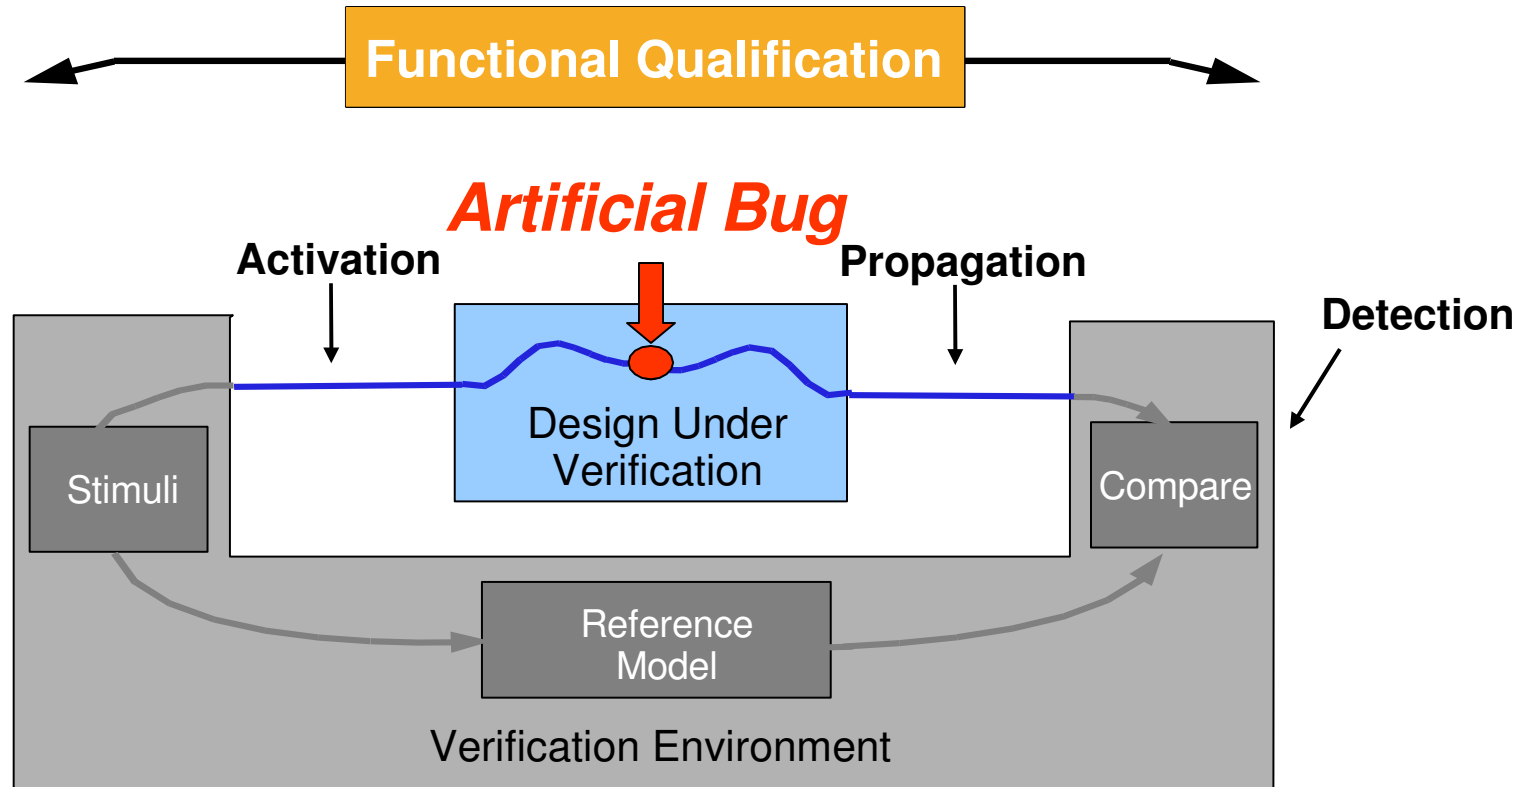 Functional Qualification
Artificial Bug
Activation
Propagation
Detection
Design Under
Verification
Stimuli
Compare
Reference
Model
Verification Environment